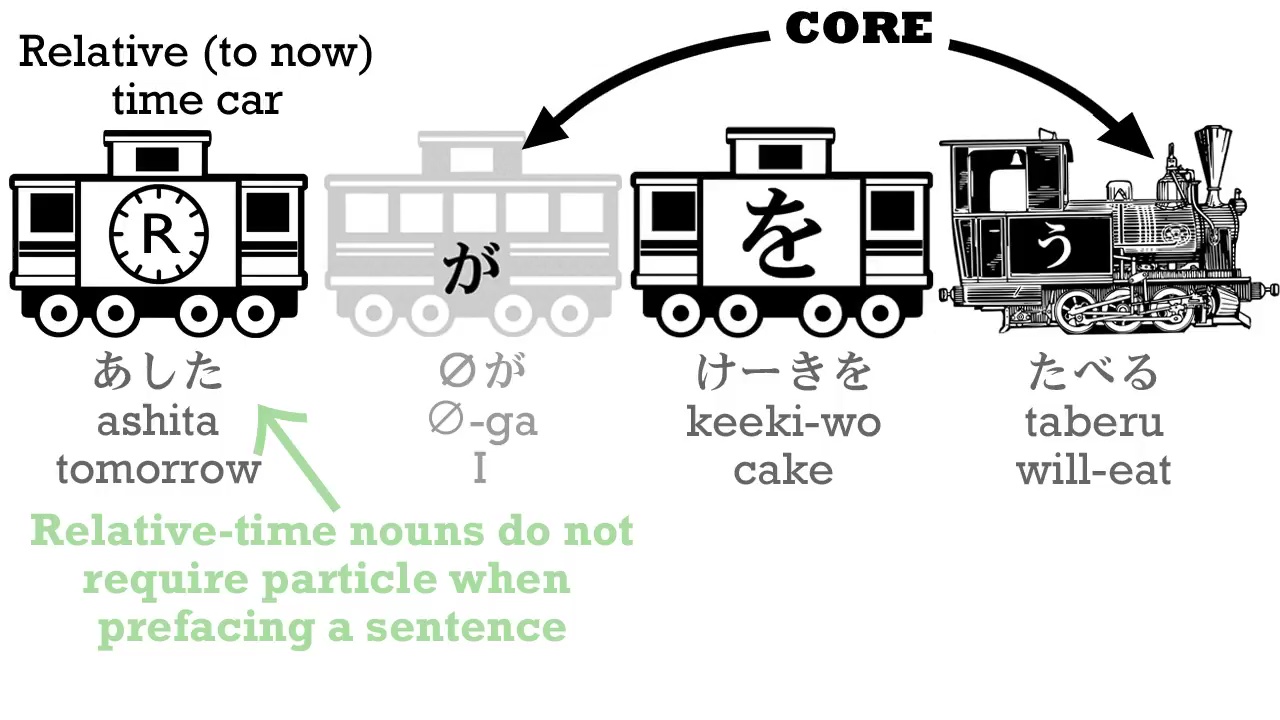 CORE
Relative (to now)
time car
R
が
を
う
あした
ashita
tomorrow
∅が
∅-ga
I
けーきを
keeki-wo
cake
たべる
taberu
will-eat
Relative-time nouns do not
require particle when
prefacing a sentence